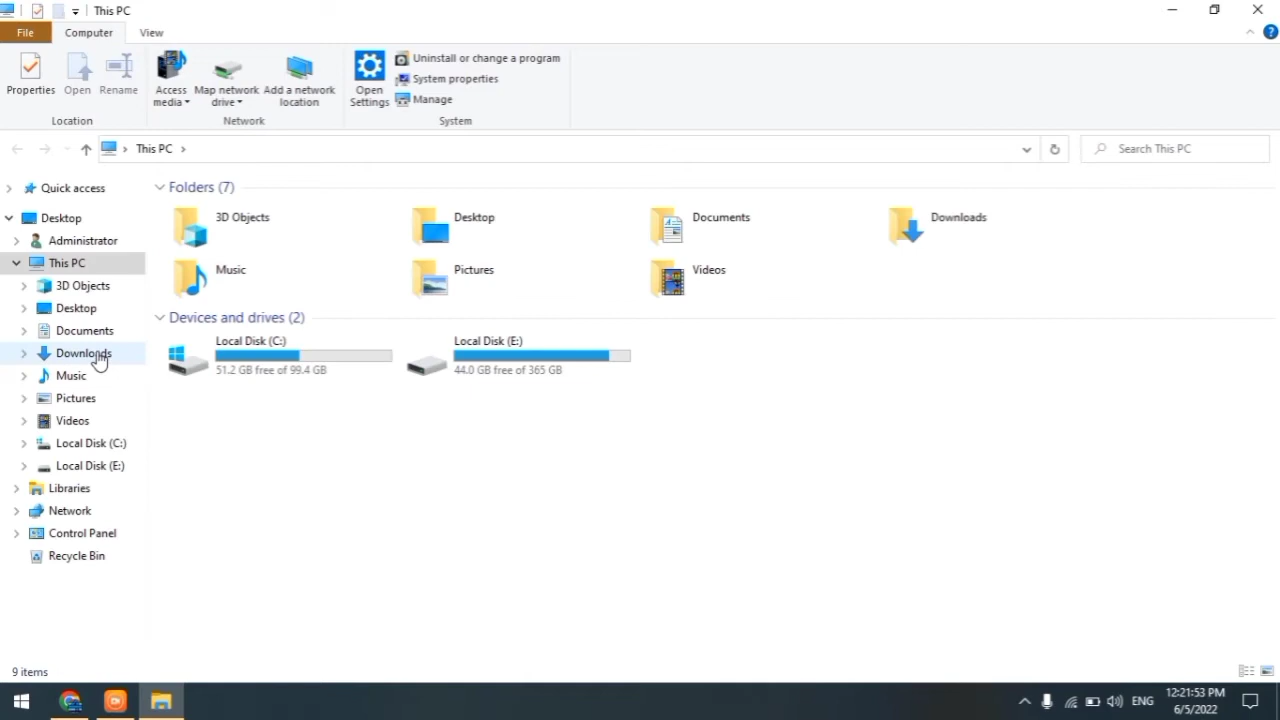 This PC
File
Computer
View
Properties
Open
Rename
Access
media
Map network
drive
Add a network
location
Open
Settings
Uninstall or change a program
System properties
Manage
Location
Network
System
This PC
Search This PC
Quick access
Desktop
Administrator
This PC
3D Objects
Desktop
Documents
Downloads
Music
Pictures
Videos
Local Disk (C:)
Local Disk (E:)
Libraries
Network
Control Panel
Recycle Bin
Folders (7)
3D Objects
Desktop
Documents
Downloads
Music
Pictures
Videos
Devices and drives (2)
Local Disk (C:)
51.2 GB free of 99.4 GB
Local Disk (E:)
44.0 GB free of 365 GB
9 items
ENG
12:21:53 PM
6/5/2022